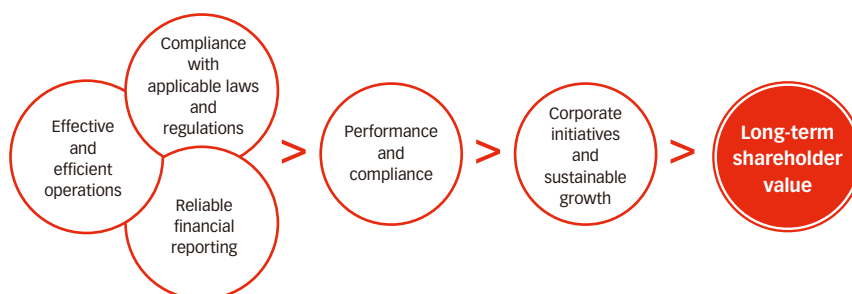 Compliance
with
applicable laws
and
regulations
Effective
and
efficient
operations
Reliable
financial
reporting
>
Performance
and
compliance
>
Corporate
initiatives
and
sustainable
growth
>
Long-term
shareholder
value